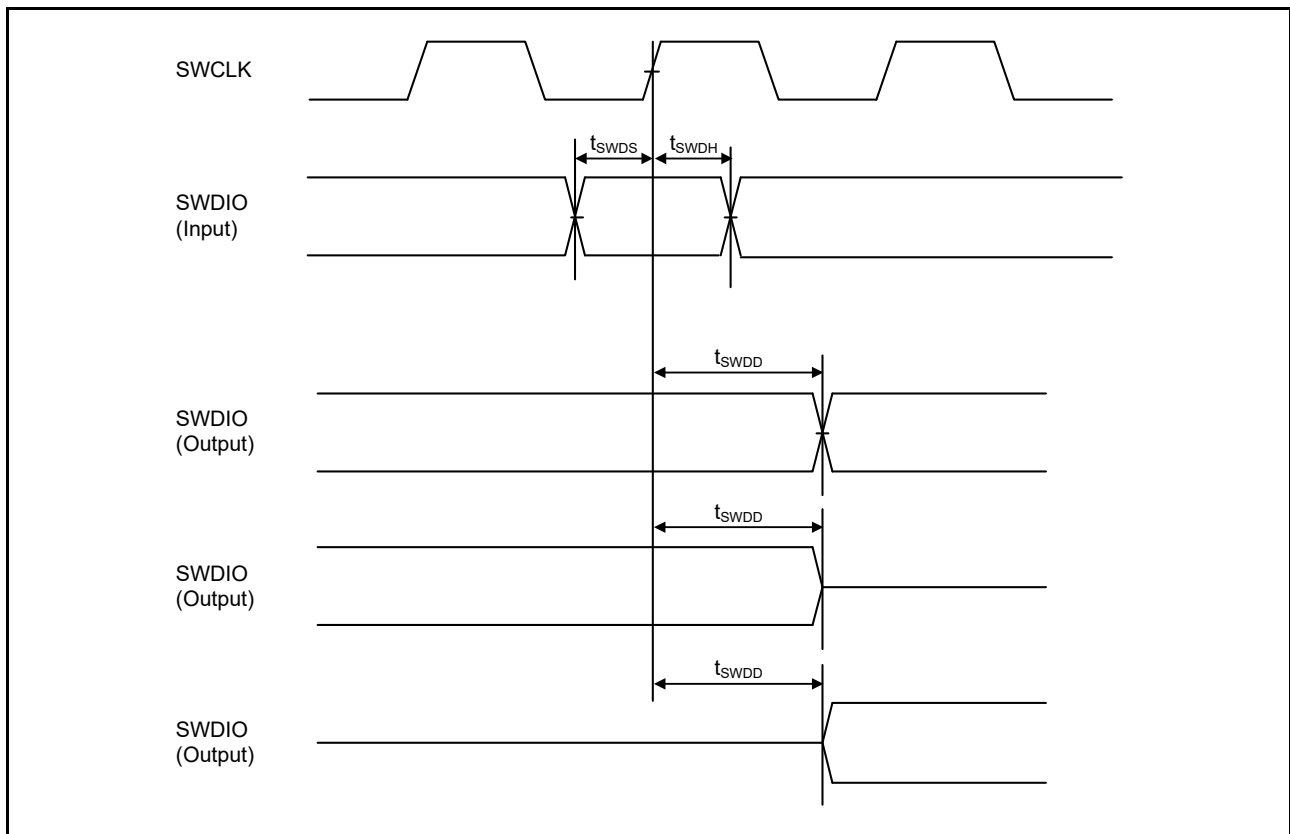 SWCLK
tSWDS
tSWDH
SWDIO
(Input)
tSWDD
SWDIO
(Output)
tSWDD
SWDIO
(Output)
tSWDD
SWDIO
(Output)